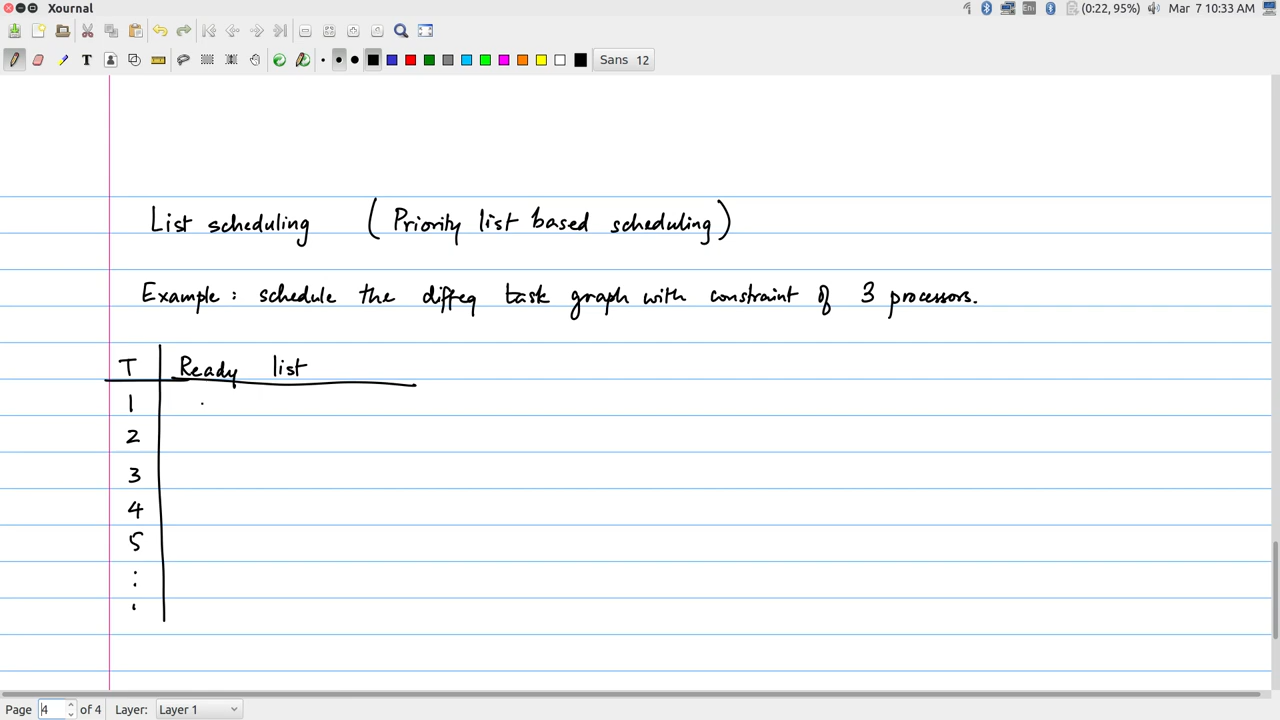 Xournal
(0:22, 95%) Mar 7 10:33 AM
Sans 12
List scheduling (Priority list based scheduling)
Example : schedule the diffeq task graph with constraint of 3 processors.
T Ready list
1
2
3
4
5
:
Page 4 of 4 Layer: Layer 1